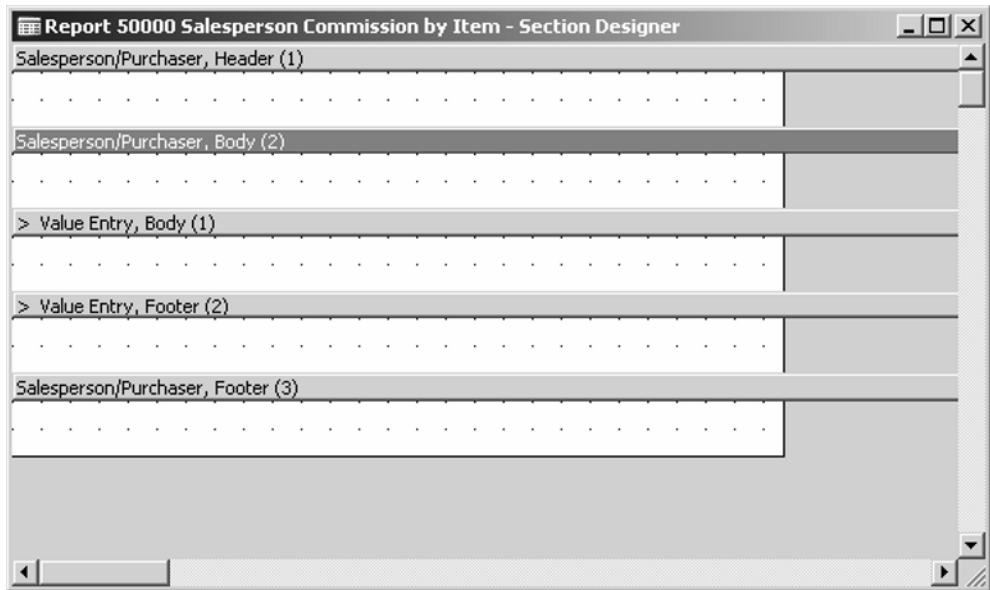 Report 50000 Salesperson Commission by Item - Section Designer
Salesperson/Purchaser, Header (1)
Salesperson/Purchaser, Body (2)
> Value Entry, Body (1)
> Value Entry, Footer (2)
Salesperson/Purchaser, Footer (3)